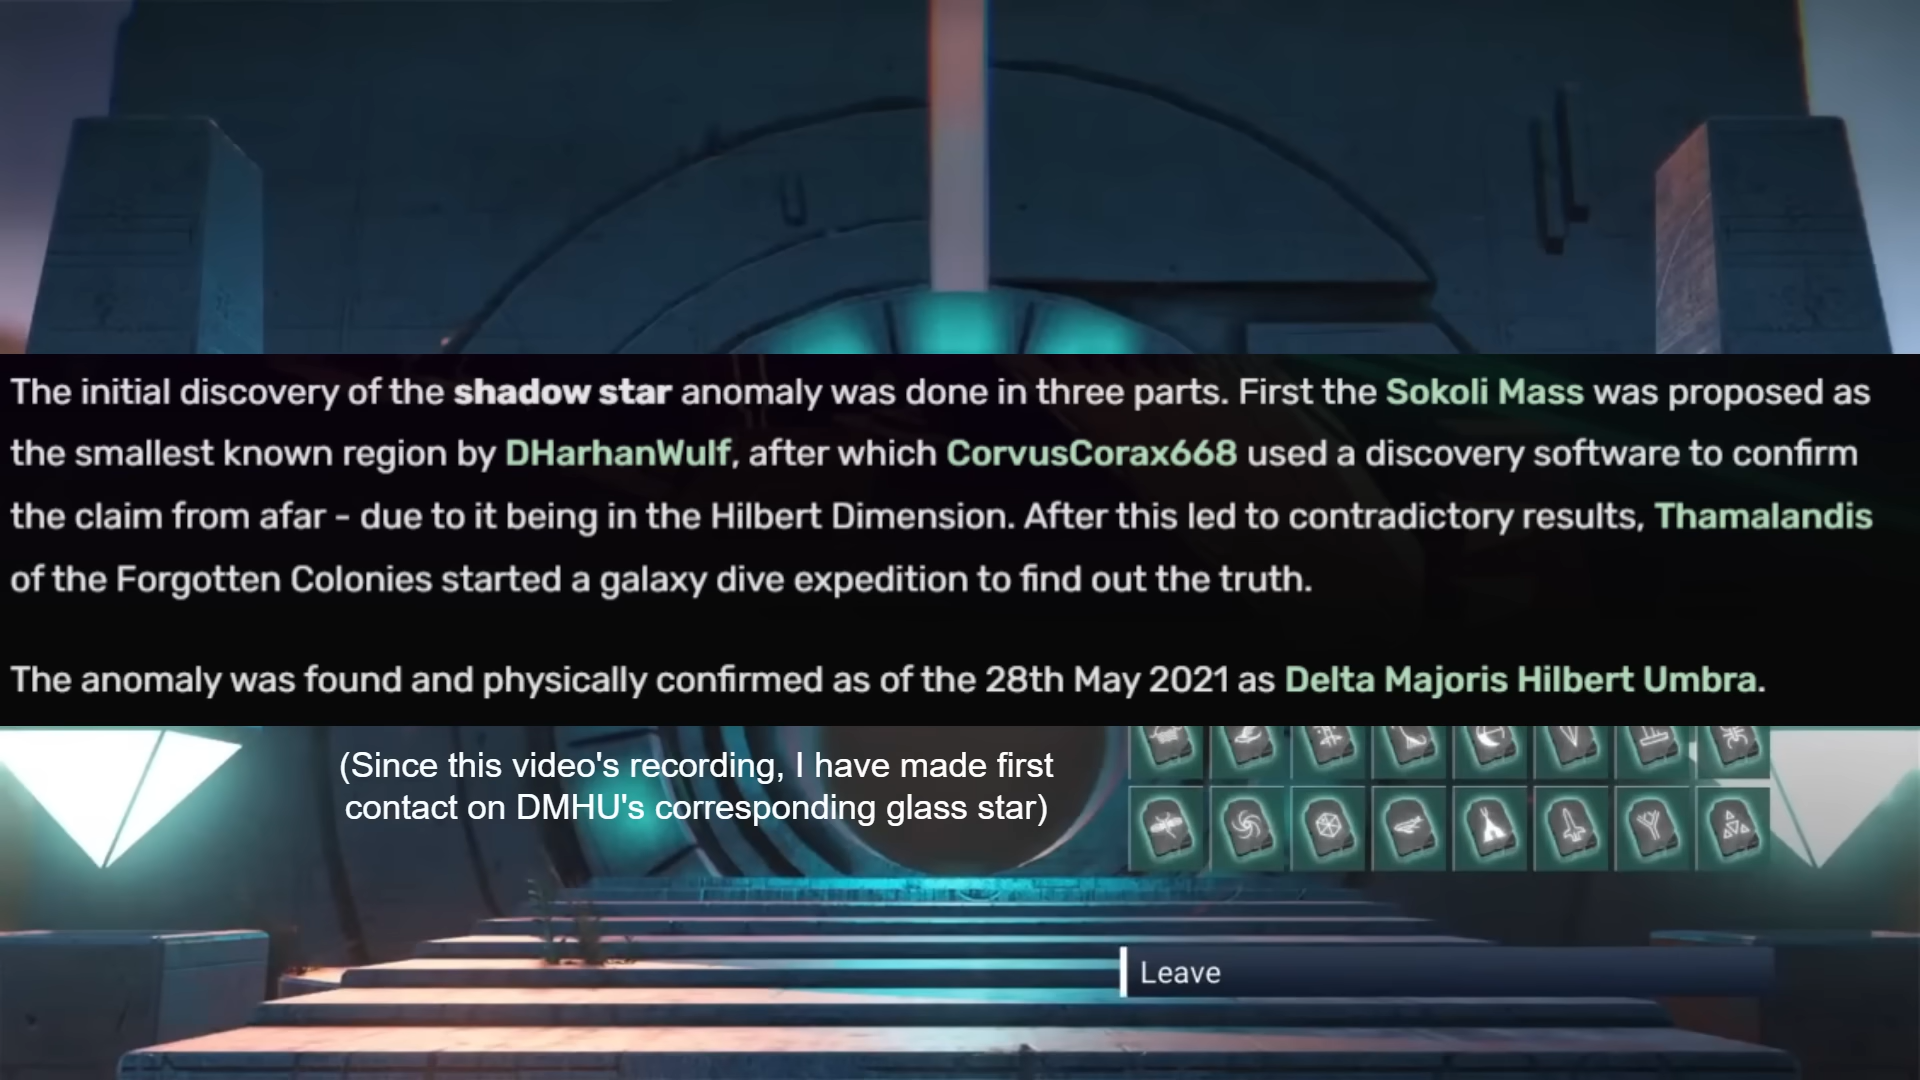 The initial discovery of the shadow star anomaly was done in three parts. First the Sokoli Mass was proposed as
the smallest known region by DHarhanWulf, after which CorvusCorax668 used a discovery software to confirm
the claim from afar - due to it being in the Hilbert Dimension. After this led to contradictory results, Thamalandis
of the Forgotten Colonies started a galaxy dive expedition to find out the truth.
The anomaly was found and physically confirmed as of the 28th May 2021 as Delta Majoris Hilbert Umbra.
(Since this video's recording, I have made first
contact on DMHU's corresponding glass star)
Leave